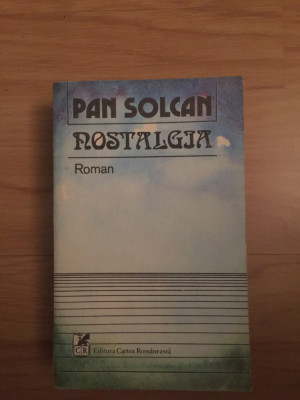 PAN SOLCAN
NOSTALGIA
Roman
CR Editura Cartea Românească